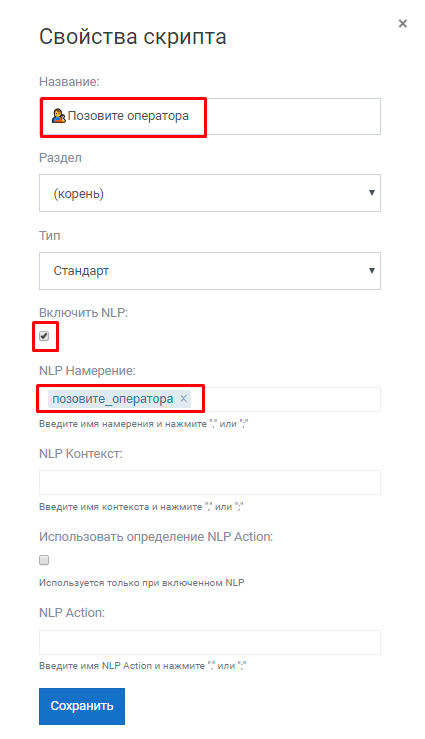 ×
Свойства скрипта
Название:
Позовите оператора
Раздел
(корень)
Тип
Стандарт
Включить NLP:
NLP Намерение:
позовите_оператора ×
Введите имя намерения и нажмите "," или ";"
NLP Контекст:
Введите имя контекста и нажмите "," или ";"
Использовать определение NLP Action:
Используется только при включенном NLP
NLP Action:
Введите имя NLP Action и нажмите "," или ";"
Сохранить